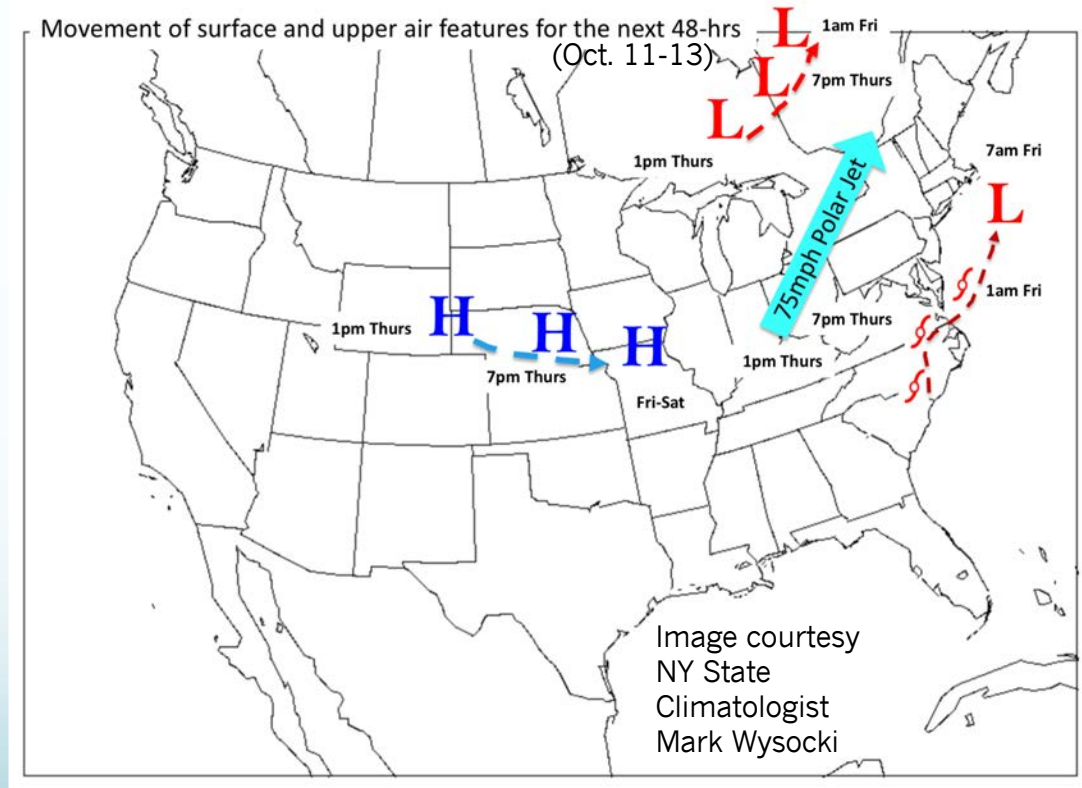 Movement of surface and upper air features for the next 48-hrs
(Oct. 11-13)
L
1am Fri
L
7pm Thurs
L
1pm Thurs
75mph Polar Jet
7am Fri
L
1am Fri
7pm Thurs
1pm Thurs
1pm Thurs
H
H
H
7pm Thurs
Fri-Sat
Image courtesy
NY State
Climatologist
Mark Wysocki